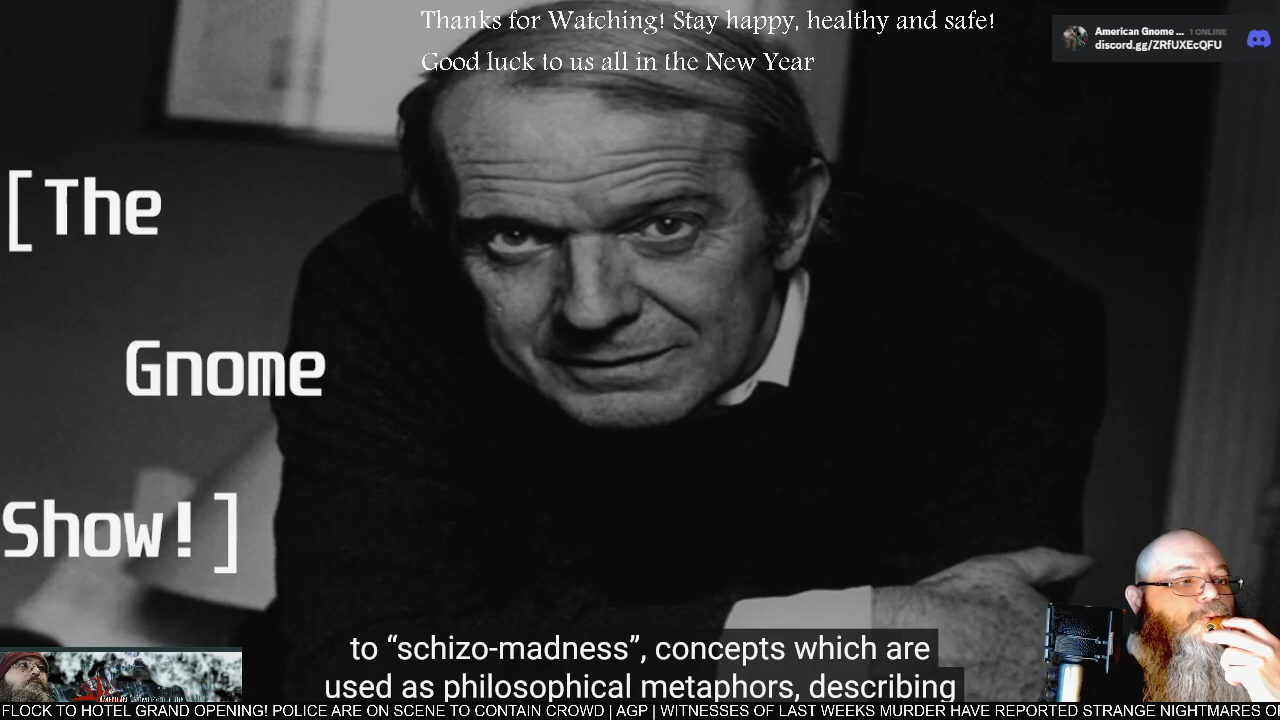 Thanks for Watching! Stay happy, healthy and safe!
Good luck to us all in the New Year
American Gnome ... 1 ONLINE
discord.gg/ZRfUXEcQFU
[The
Gnome
Show!]
to “schizo-madness”, concepts which are
used as philosophical metaphors, describing
FLOCK TO HOTEL GRAND OPENING! POLICE ARE ON SCENE TO CONTAIN CROWD | AGP | WITNESSES OF LAST WEEKS MURDER HAVE REPORTED STRANGE NIGHTMARES